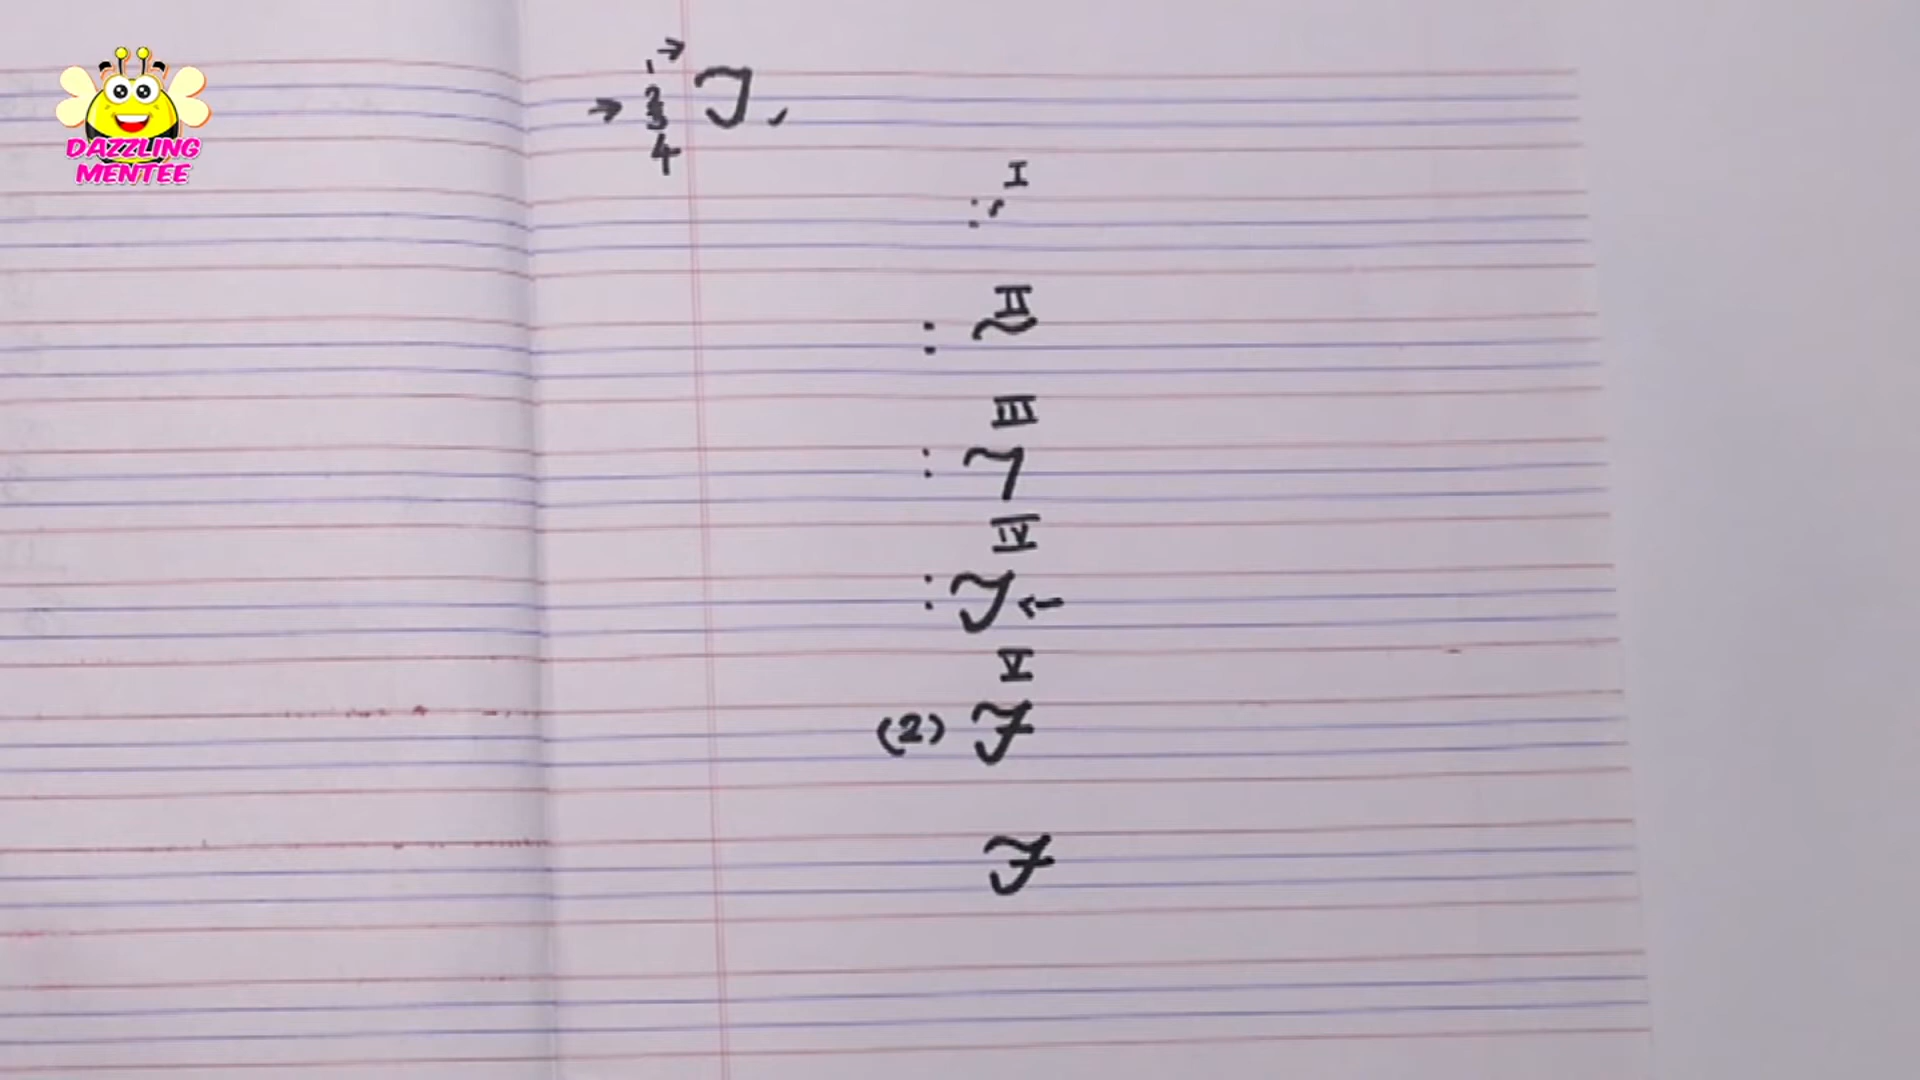 DAZZLING
MENTEE
→
1
→ 2
3
4
I
II
III
IV
V
(2) F
F